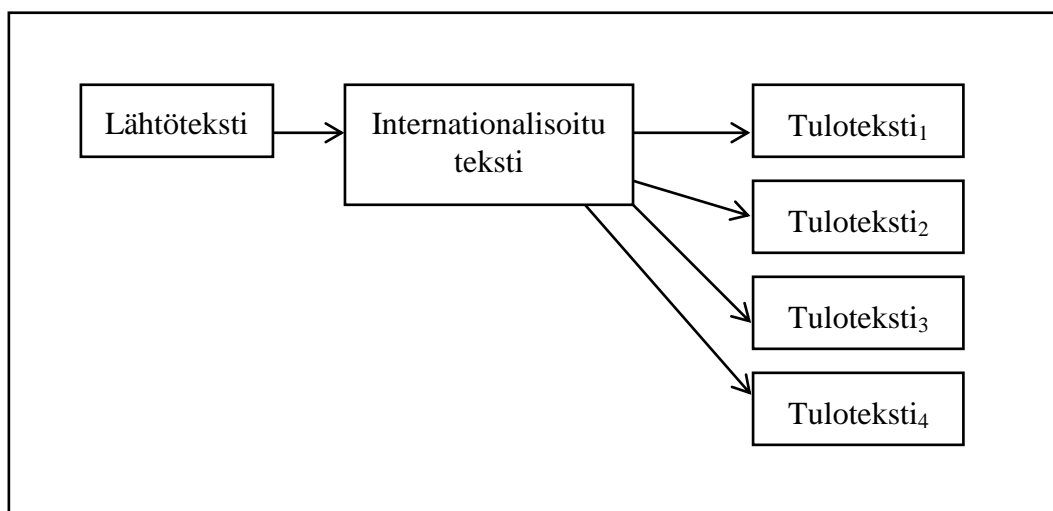 Lähtöteksti
Internationalisoitu
teksti
Tuloteksti₁
Tuloteksti₂
Tuloteksti₃
Tuloteksti₄